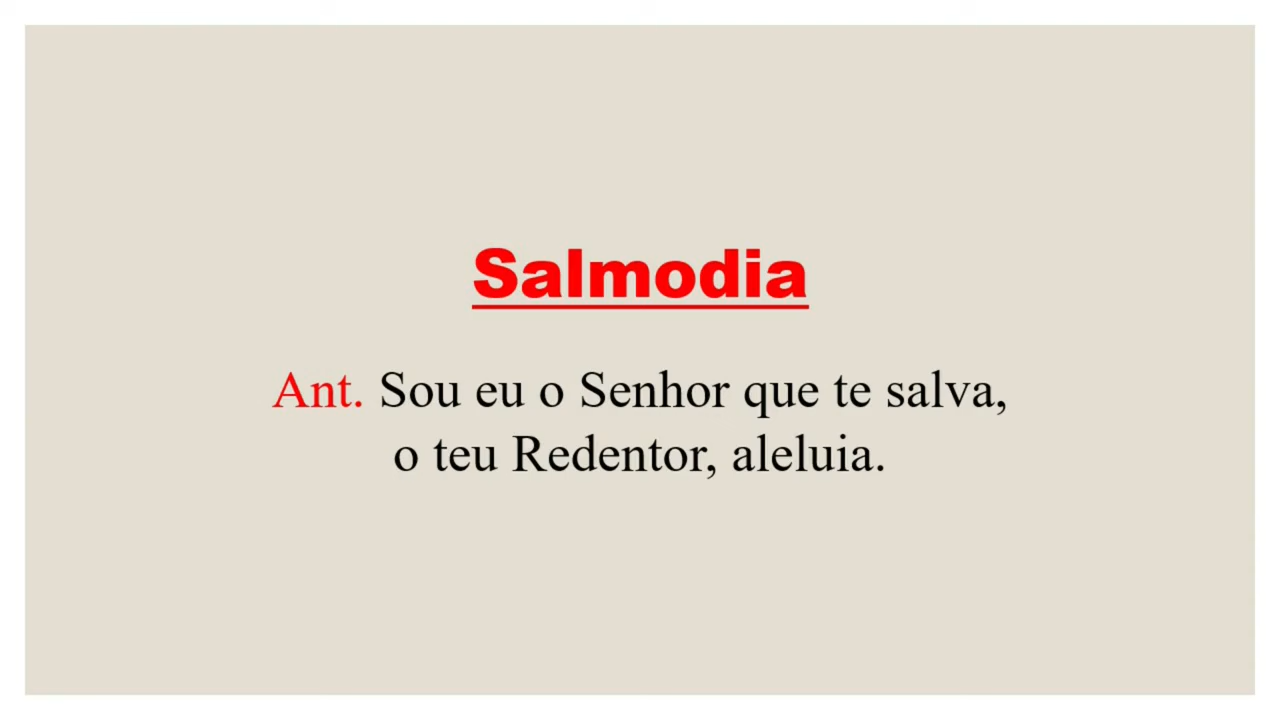 Salmodia
Ant. Sou eu o Senhor que te salva,
o teu Redentor, aleluia.